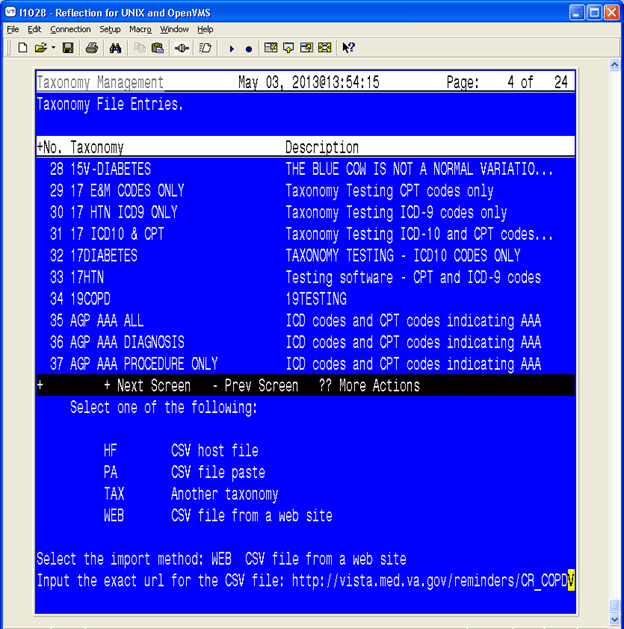 I1028 - Reflection for UNIX and OpenVMS
File Edit Connection Setup Macro Window Help
Taxonomy Management May 03, 2013@13:54:15 Page: 4 of 24
Taxonomy File Entries.
+No. Taxonomy Description
28 15V-DIABETES THE BLUE COW IS NOT A NORMAL VARIATIO...
29 17 E&M CODES ONLY Taxonomy Testing CPT codes only
30 17 HTN ICD9 ONLY Taxonomy Testing ICD-9 codes only
31 17 ICD10 & CPT Taxonomy Testing ICD-10 and CPT codes...
32 17DIABETES TAXONOMY TESTING - ICD10 CODES ONLY
33 17HTN Testing software - CPT and ICD-9 codes
34 19COPD 19TESTING
35 AGP AAA ALL ICD codes and CPT codes indicating AAA
36 AGP AAA DIAGNOSIS ICD codes and CPT codes indicating AAA
37 AGP AAA PROCEDURE ONLY ICD codes and CPT codes indicating AAA
+ + Next Screen - Prev Screen ?? More Actions
Select one of the following:
HF CSV host file
PA CSV file paste
TAX Another taxonomy
WEB CSV file from a web site
Select the import method: WEB CSV file from a web site
Input the exact url for the CSV file: http://vista.med.va.gov/reminders/CR_COPDV